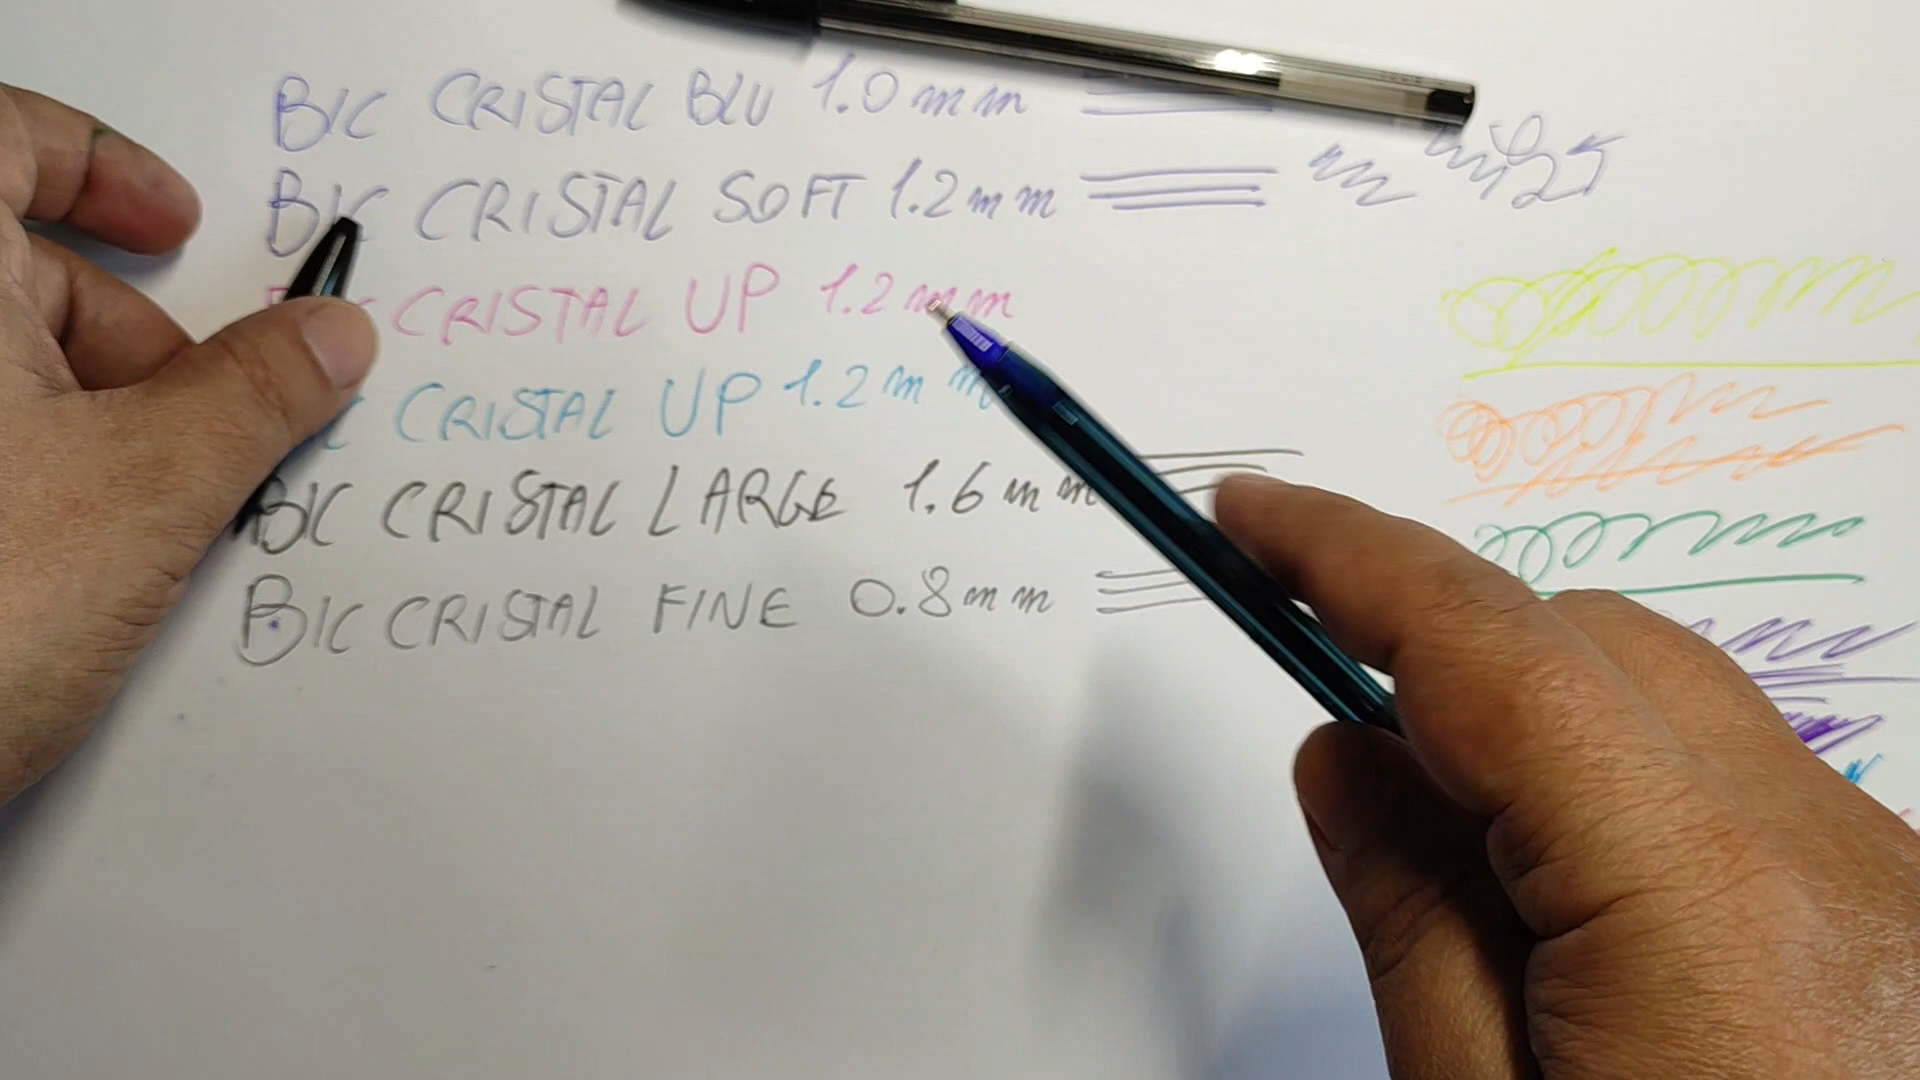 BIC CRISTAL BLU 1.0 mm
BIC CRISTAL SOFT 1.2 mm
CRISTAL UP 1.2 mm
CRISTAL UP 1.2 mm
BIC CRISTAL LARGE 1.6 mm
BIC CRISTAL FINE 0.8 mm